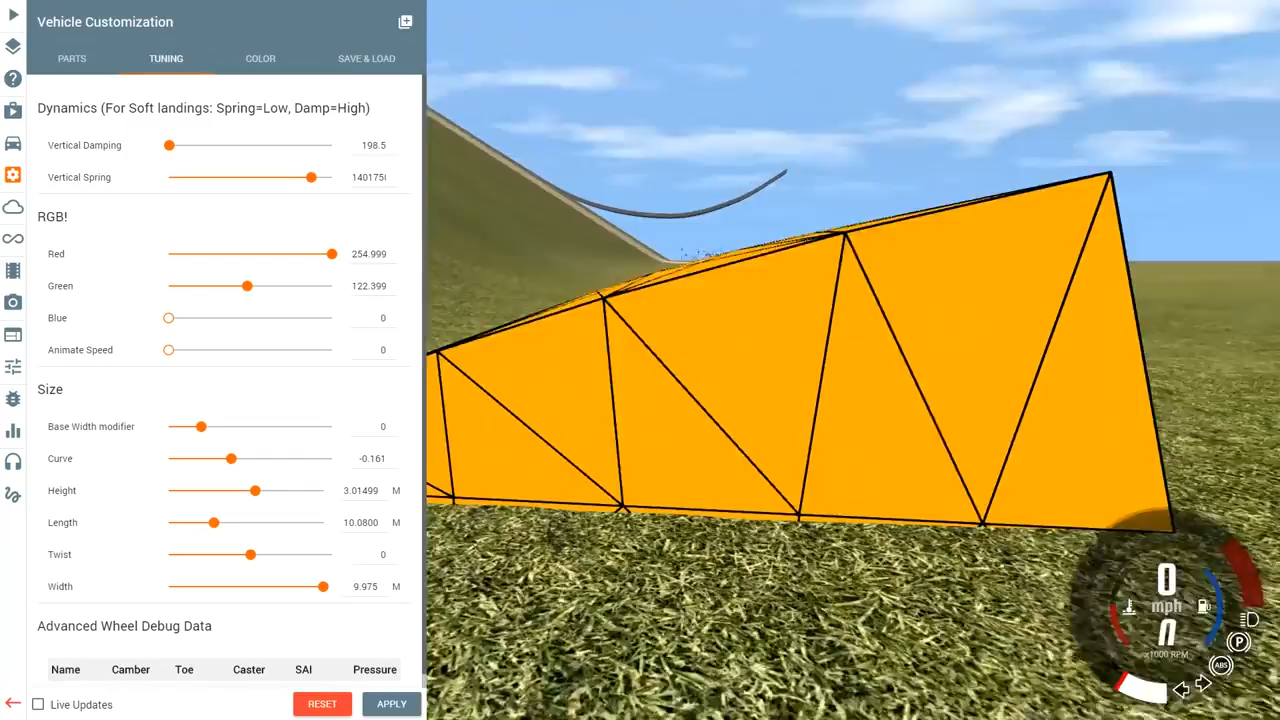 Vehicle Customization
PARTS TUNING COLOR SAVE & LOAD
Dynamics (For Soft landings: Spring=Low, Damp=High)
Vertical Damping 198.5
Vertical Spring 140175
RGB!
Red 254.999
Green 122.399
Blue 0
Animate Speed 0
Size
Base Width modifier 0
Curve -0.161
Height 3.01499 M
Length 10.0800 M
Twist 0
Width 9.975 M
Advanced Wheel Debug Data
Name Camber Toe Caster SAI Pressure
Live Updates RESET APPLY
0
mph
0
x1000 RPM
P
ABS